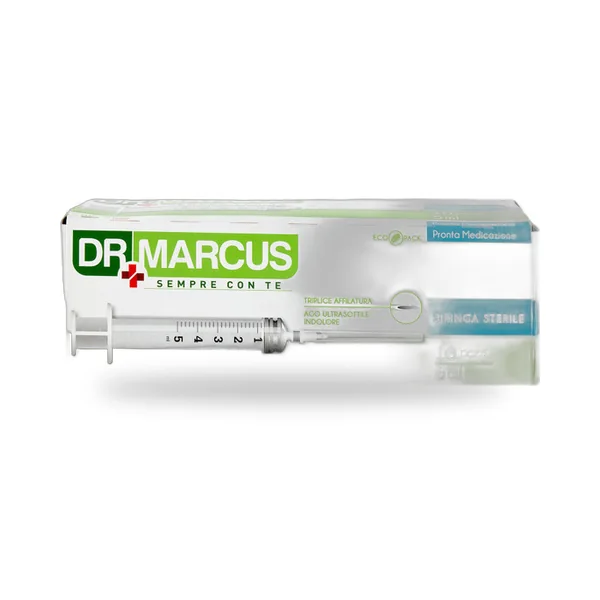 DR MARCUS
SEMPRE CON TE
ECO PACK
Pronta Medicazione
TRIPLICE AFFILATURA
AGO ULTRASOTTILE
INDOLORE
STERILE
ml 5 4 3 2 1